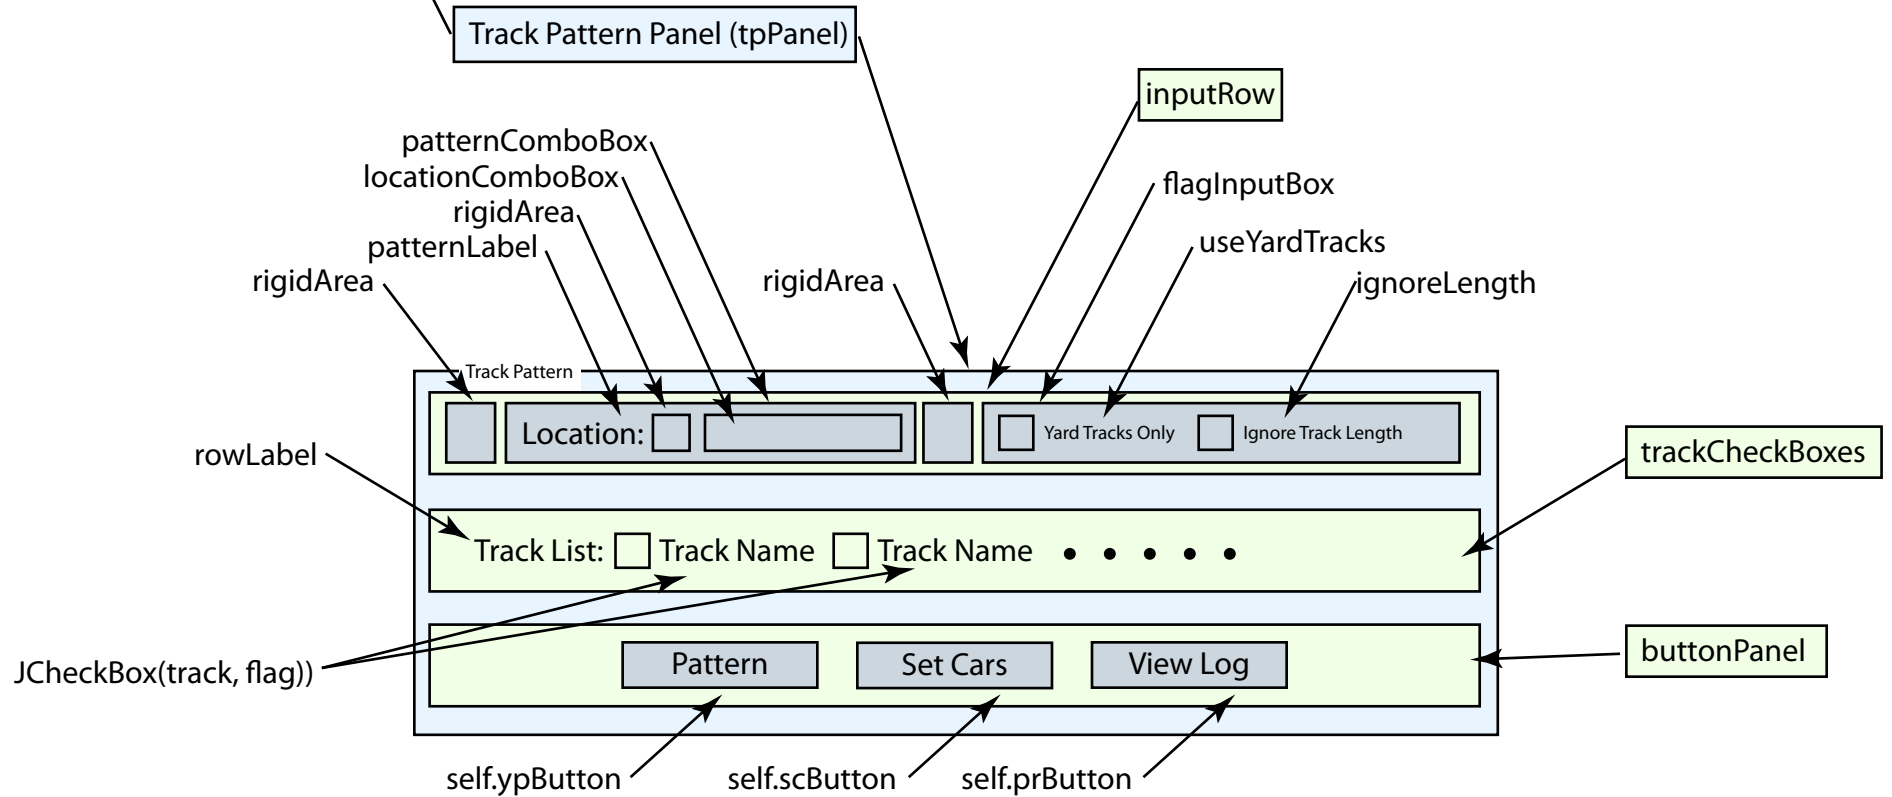 Track Pattern Panel (tpPanel)
inputRow
patternComboBox
locationComboBox
flagInputBox
rigidArea
patternLabel
useYardTracks
rigidArea
rigidArea
ignoreLength
Track Pattern
Location:
Yard Tracks Only
Ignore Track Length
rowLabel
trackCheckBoxes
Track List:
Track Name
Track Name
• • • • •
JCheckBox(track, flag))
Pattern
Set Cars
View Log
buttonPanel
self.ypButton
self.scButton
self.prButton